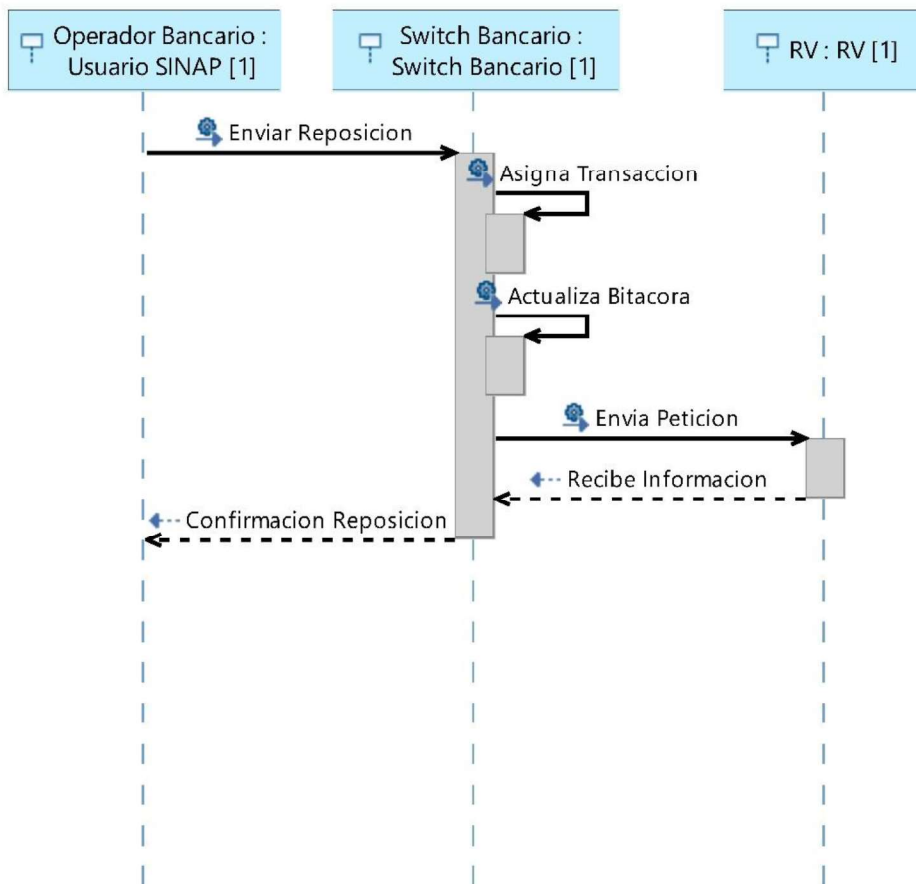 Operador Bancario :
Usuario SINAP [1]
Switch Bancario :
Switch Bancario [1]
RV : RV [1]
Enviar Reposicion
Asigna Transaccion
Actualiza Bitacora
Envia Peticion
Recibe Informacion
Confirmacion Reposicion